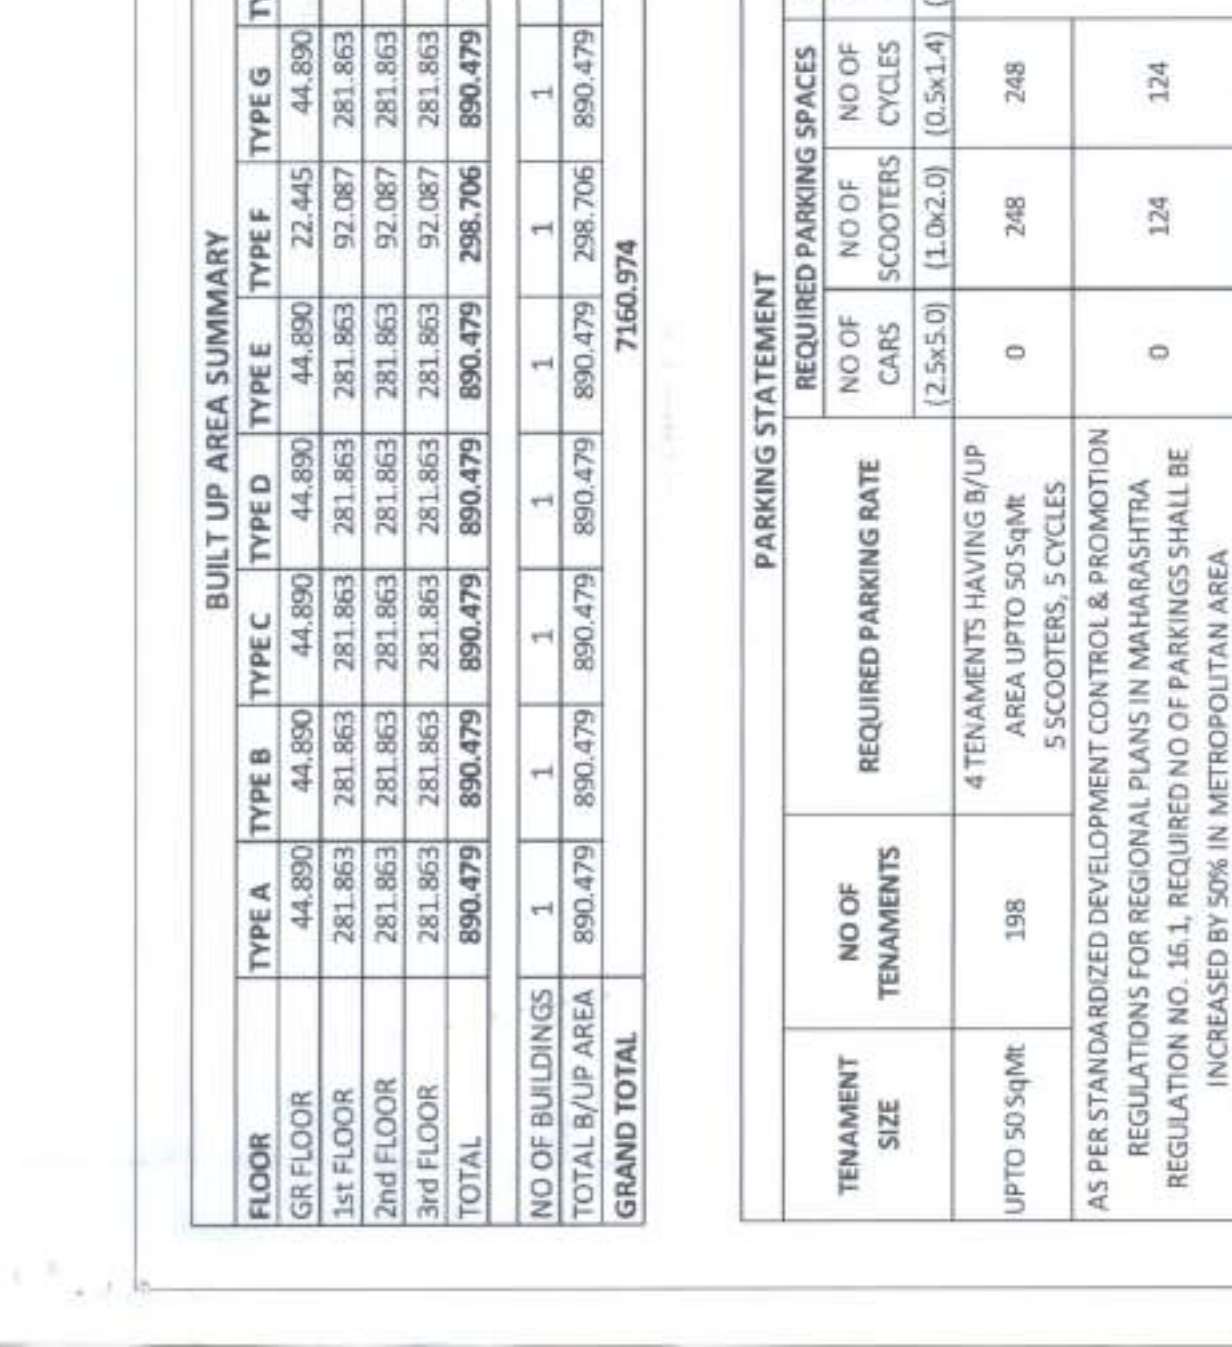 BUILT UP AREA SUMMARY
FLOOR TYPE A TYPE B TYPE C TYPE D TYPE E TYPE F TYPE G
GR FLOOR 44.890 44.890 44.890 44.890 44.890 22.445 44.890
1st FLOOR 281.863 281.863 281.863 281.863 281.863 92.087 281.863
2nd FLOOR 281.863 281.863 281.863 281.863 281.863 92.087 281.863
3rd FLOOR 281.863 281.863 281.863 281.863 281.863 92.087 281.863
TOTAL 890.479 890.479 890.479 890.479 890.479 298.706 890.479
NO OF BUILDINGS 1 1 1 1 1 1 1
TOTAL B/UP AREA 890.479 890.479 890.479 890.479 890.479 298.706 890.479
GRAND TOTAL 7160.974
PARKING STATEMENT
TENAMENT
SIZE
NO OF
TENAMENTS
REQUIRED PARKING RATE
REQUIRED PARKING SPACES
NO OF
CARS
(2.5x5.0)
NO OF
SCOOTERS
(1.0x2.0)
NO OF
CYCLES
(0.5x1.4)
UPTO 50 SqMt
198
4 TENAMENTS HAVING B/UP
AREA UPTO 50 SqMt
5 SCOOTERS, 5 CYCLES
0 248 248
AS PER STANDARDIZED DEVELOPMENT CONTROL & PROMOTION
REGULATIONS FOR REGIONAL PLANS IN MAHARASHTRA
REGULATION NO. 16.1, REQUIRED NO OF PARKINGS SHALL BE
INCREASED BY 50% IN METROPOLITAN AREA
0 124 124